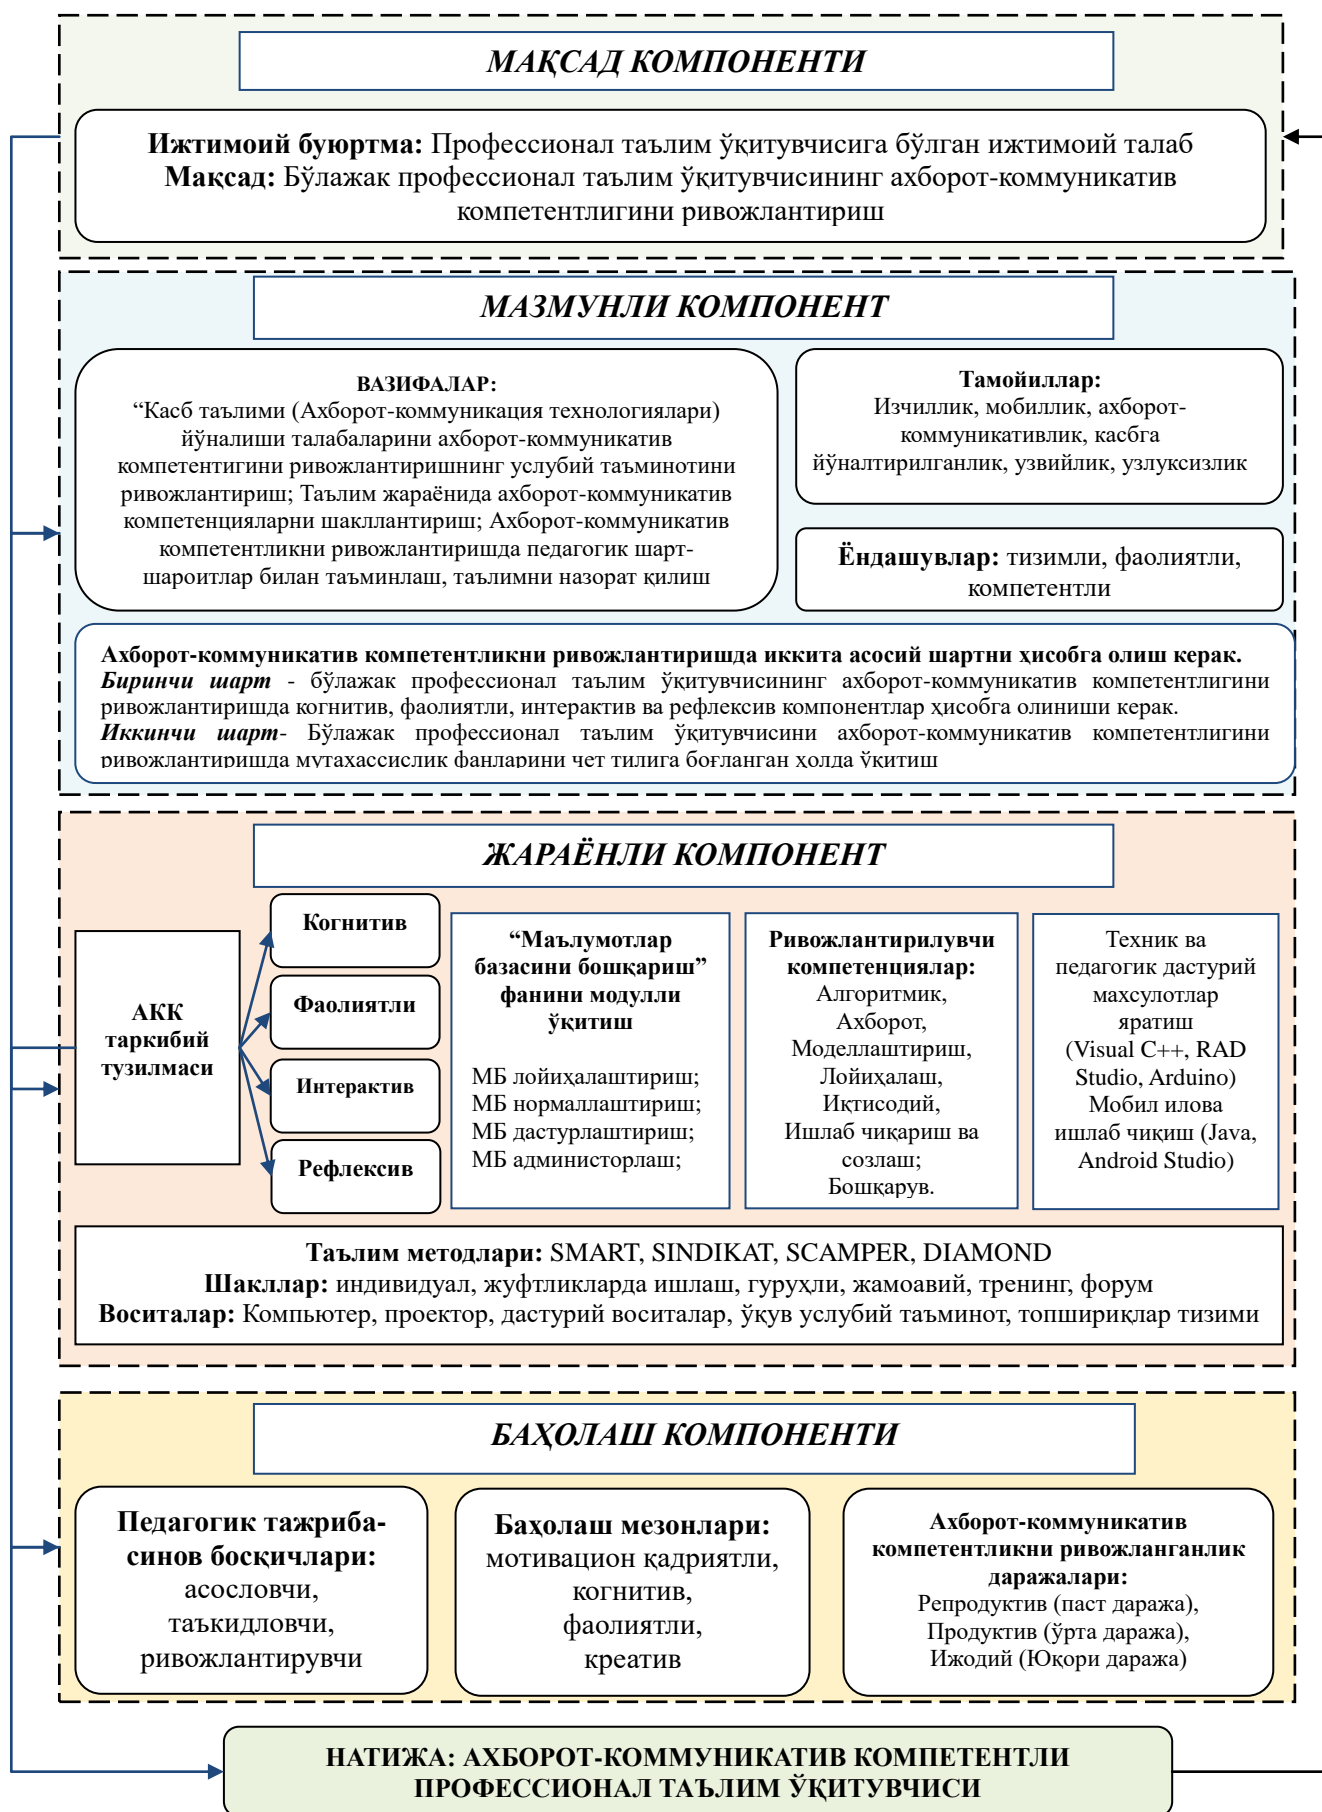 МАҚСАД КОМПОНЕНТИ
Ижтимоий буюртма: Профессионал таълим ўқитувчисига бўлган ижтимоий талаб
Мақсад: Бўлажак профессионал таълим ўқитувчисининг ахборот-коммуникатив
компетентлигини ривожлантириш
МАЗМУНЛИ КОМПОНЕНТ
ВАЗИФАЛАР:
“Касб таълими (Ахборот-коммуникация технологиялари)
йўналиши талабаларини ахборот-коммуникатив
компетентигини ривожлантиришнинг услубий таъминотини
ривожлантириш; Таълим жараёнида ахборот-коммуникатив
компетенцияларни шакллантириш; Ахборот-коммуникатив
компетентликни ривожлантиришда педагогик шарт-
шароитлар билан таъминлаш, таълимни назорат қилиш
Тамойиллар:
Изчиллик, мобиллик, ахборот-
коммуникативлик, касбга
йўналтирилганлик, узвийлик, узлуксизлик
Ёндашувлар: тизимли, фаолиятли,
компетентли
Ахборот-коммуникатив компетентликни ривожлантиришда иккита асосий шартни ҳисобга олиш керак.
Биринчи шарт - бўлажак профессионал таълим ўқитувчисининг ахборот-коммуникатив компетентлигини
ривожлантиришда когнитив, фаолиятли, интерактив ва рефлексив компонентлар ҳисобга олиниши керак.
Иккинчи шарт- Бўлажак профессионал таълим ўқитувчисини ахборот-коммуникатив компетентлигини
ривожлантиришда мутахассислик фанларини чет тилига боғланган ҳолда ўқитиш
ЖАРАЁНЛИ КОМПОНЕНТ
АКК
таркибий
тузилмаси
Когнитив
Фаолиятли
Интерактив
Рефлексив
“Маълумотлар
базасини бошқариш”
фанини модулли
ўқитиш
МБ лойиҳалаштириш;
МБ нормаллаштириш;
МБ дастурлаштириш;
МБ администорлаш;
Ривожлантирилувчи
компетенциялар:
Алгоритмик,
Ахборот,
Моделлаштириш,
Лойиҳалаш,
Иқтисодий,
Ишлаб чиқариш ва
созлаш;
Бошқарув.
Техник ва
педагогик дастурий
махсулотлар
яратиш
(Visual C++, RAD
Studio, Arduino)
Мобил илова
ишлаб чиқиш (Java,
Android Studio)
Таълим методлари: SMART, SINDIKAT, SCAMPER, DIAMOND
Шакллар: индивидуал, жуфтликларда ишлаш, гуруҳли, жамоавий, тренинг, форум
Воситалар: Компьютер, проектор, дастурий воситалар, ўқув услубий таъминот, топшириқлар тизими
БАҲОЛАШ КОМПОНЕНТИ
Педагогик тажриба-
синов босқичлари:
асословчи,
таъкидловчи,
ривожлантирувчи
Баҳолаш мезонлари:
мотивацион қадриятли,
когнитив,
фаолиятли,
креатив
Ахборот-коммуникатив
компетентликни ривожланганлик
даражалари:
Репродуктив (паст даража),
Продуктив (ўрта даража),
Ижодий (Юқори даража)
НАТИЖА: АХБОРОТ-КОММУНИКАТИВ КОМПЕТЕНТЛИ
ПРОФЕССИОНАЛ ТАЪЛИМ ЎҚИТУВЧИСИ